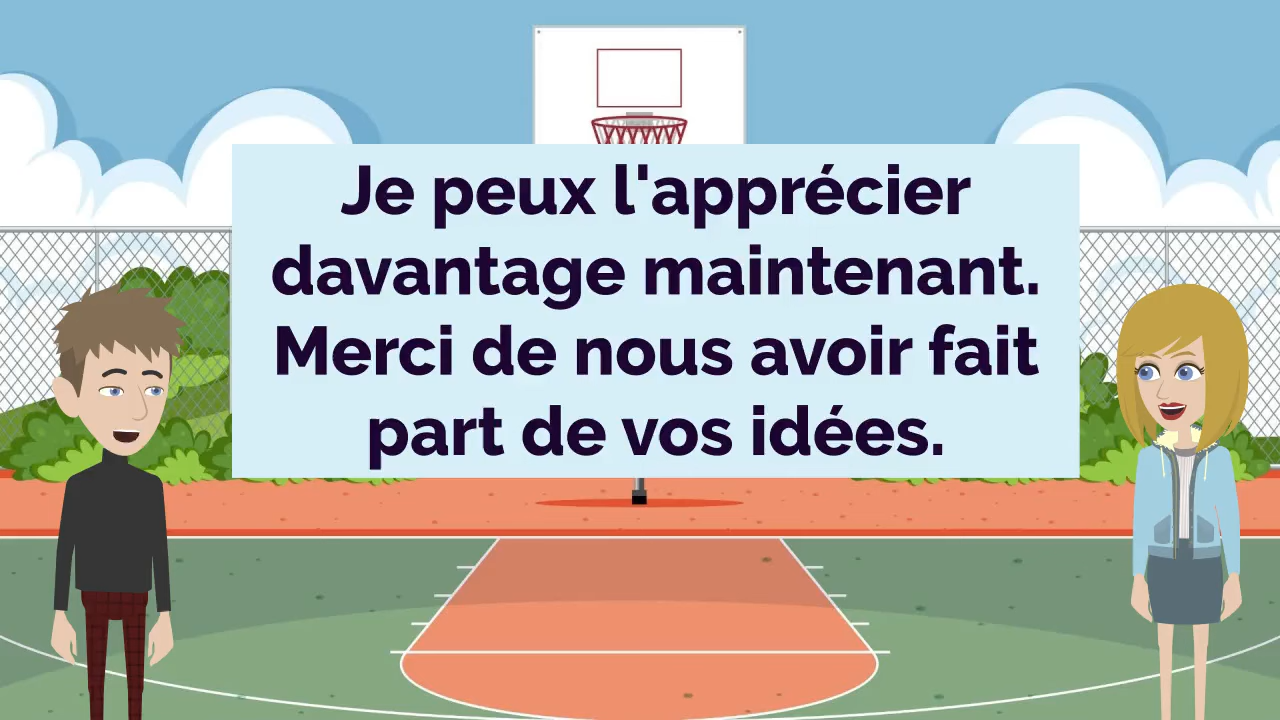 Je peux l'apprécier
davantage maintenant.
Merci de nous avoir fait
part de vos idées.